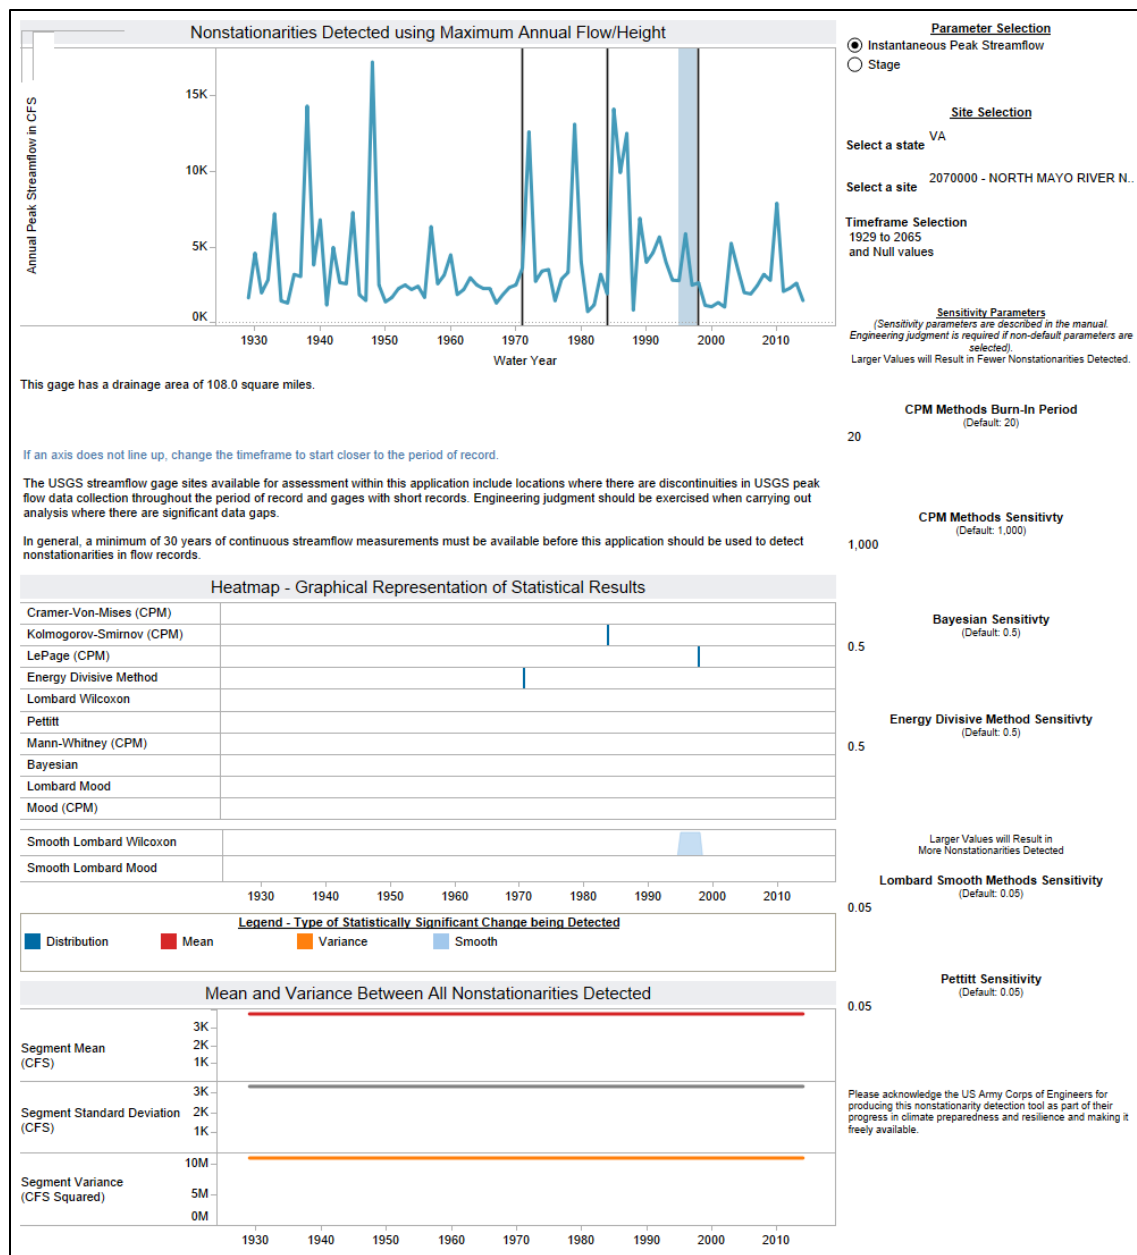 Nonstationarities Detected using Maximum Annual Flow/Height
Annual Peak Streamflow in CFS
15K
10K
5K
0K
1930 1940 1950 1960 1970 1980 1990 2000 2010
Water Year
This gage has a drainage area of 108.0 square miles.
If an axis does not line up, change the timeframe to start closer to the period of record.
The USGS streamflow gage sites available for assessment within this application include locations where there are discontinuities in USGS peak
flow data collection throughout the period of record and gages with short records. Engineering judgment should be exercised when carrying out
analysis where there are significant data gaps.
In general, a minimum of 30 years of continuous streamflow measurements must be available before this application should be used to detect
nonstationarities in flow records.
Heatmap - Graphical Representation of Statistical Results
Cramer-Von-Mises (CPM)
Kolmogorov-Smirnov (CPM)
LePage (CPM)
Energy Divisive Method
Lombard Wilcoxon
Pettitt
Mann-Whitney (CPM)
Bayesian
Lombard Mood
Mood (CPM)
Smooth Lombard Wilcoxon
Smooth Lombard Mood
1930 1940 1950 1960 1970 1980 1990 2000 2010
Legend - Type of Statistically Significant Change being Detected
Distribution Mean Variance Smooth
Mean and Variance Between All Nonstationarities Detected
Segment Mean
(CFS)
3K
2K
1K
Segment Standard Deviation
(CFS)
3K
2K
1K
Segment Variance
(CFS Squared)
10M
5M
0M
1930 1940 1950 1960 1970 1980 1990 2000 2010
Parameter Selection
Instantaneous Peak Streamflow
Stage
Site Selection
Select a state VA
Select a site 2070000 - NORTH MAYO RIVER N..
Timeframe Selection
1929 to 2065
and Null values
Sensitivity Parameters
(Sensitivity parameters are described in the manual.
Engineering judgment is required if non-default parameters are
selected).
Larger Values will Result in Fewer Nonstationarities Detected.
CPM Methods Burn-In Period
(Default: 20)
20
CPM Methods Sensitivty
(Default: 1,000)
1,000
Bayesian Sensitivty
(Default: 0.5)
0.5
Energy Divisive Method Sensitivty
(Default: 0.5)
0.5
Larger Values will Result in
More Nonstationarities Detected
Lombard Smooth Methods Sensitivity
(Default: 0.05)
0.05
Pettitt Sensitivity
(Default: 0.05)
0.05
Please acknowledge the US Army Corps of Engineers for
producing this nonstationarity detection tool as part of their
progress in climate preparedness and resilience and making it
freely available.